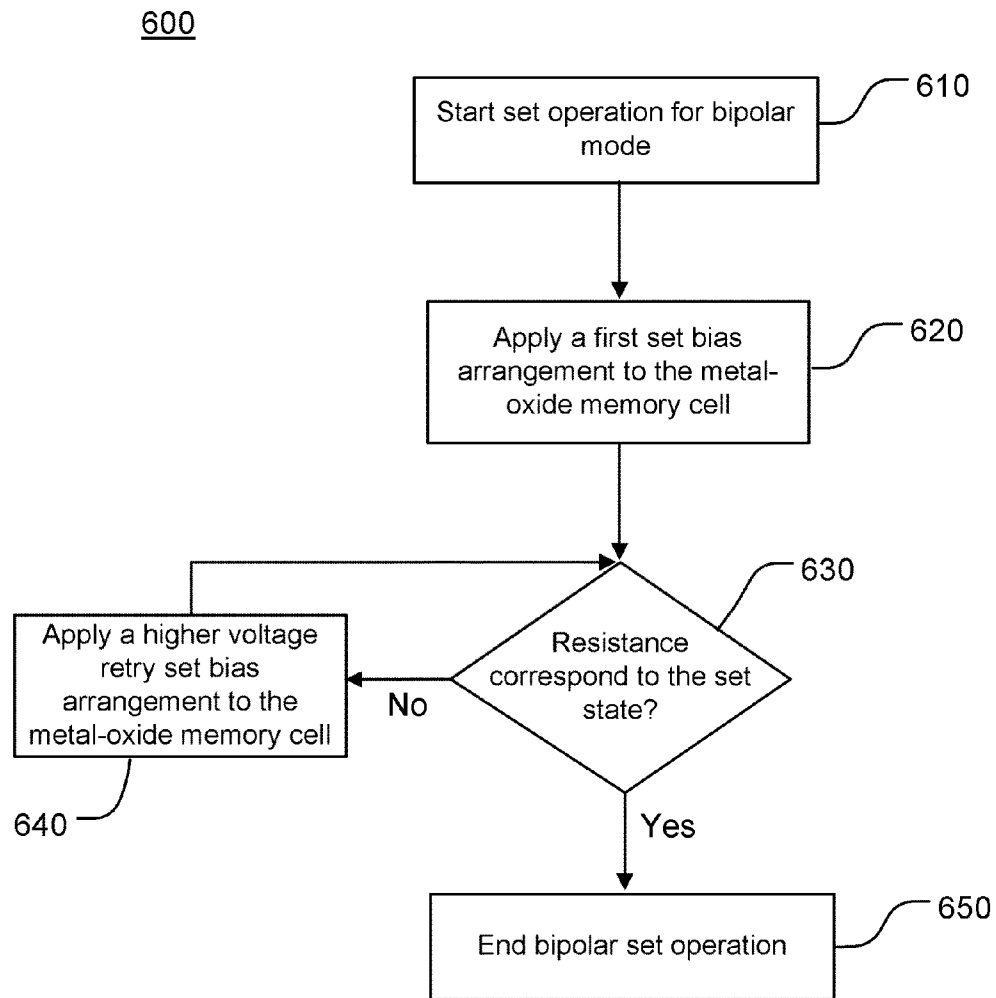 600
610
Start set operation for bipolar
mode
620
Apply a first set bias
arrangement to the metal-
oxide memory cell
630
Resistance
correspond to the set
state?
Apply a higher voltage
retry set bias
arrangement to the
metal-oxide memory cell
No
640
Yes
650
End bipolar set operation